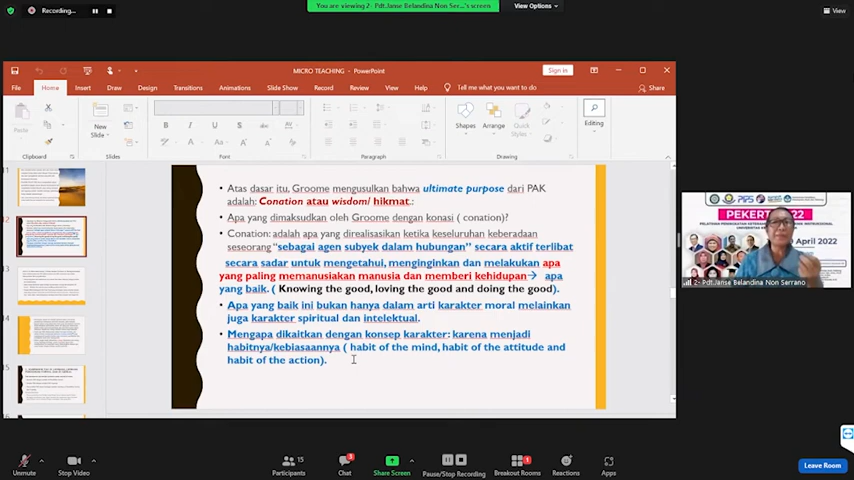 Recording...
You are viewing 2- Pdt.Janse Belandina Non Ser...'s screen
View Options
View
MICRO TEACHING - PowerPoint
Sign in
File
Home
Insert
Draw
Design
Transitions
Animations
Slide Show
Record
Review
View
Help
Tell me what you want to do
Share
Paste
New
Slide
Shapes
Arrange
Quick
Styles
Editing
Clipboard
Slides
Font
Paragraph
Drawing
11
12
13
14
15
• Atas dasar itu, Groome mengusulkan bahwa ultimate purpose dari PAK
adalah: Conation atau wisdom/ hikmat.:
• Apa yang dimaksudkan oleh Groome dengan konasi ( conation)?
• Conation: adalah apa yang direalisasikan ketika keseluruhan keberadaan
seseorang "sebagai agen subyek dalam hubungan" secara aktif terlibat
secara sadar untuk mengetahui, menginginkan dan melakukan apa
yang paling memanusiakan manusia dan memberi kehidupan→ apa
yang baik. ( Knowing the good, loving the good and doing the good).
• Apa yang baik ini bukan hanya dalam arti karakter moral melainkan
juga karakter spiritual dan intelektual.
• Mengapa dikaitkan dengan konsep karakter: karena menjadi
habitnya/kebiasaannya ( habit of the mind, habit of the attitude and
habit of the action).
PEKERT
April 2022
2- Pdt.Janse Belandina Non Serrano
Unmute
Stop Video
15
Participants
3
Chat
Share Screen
Pause/Stop Recording
1
Breakout Rooms
Reactions
Apps
Leave Room